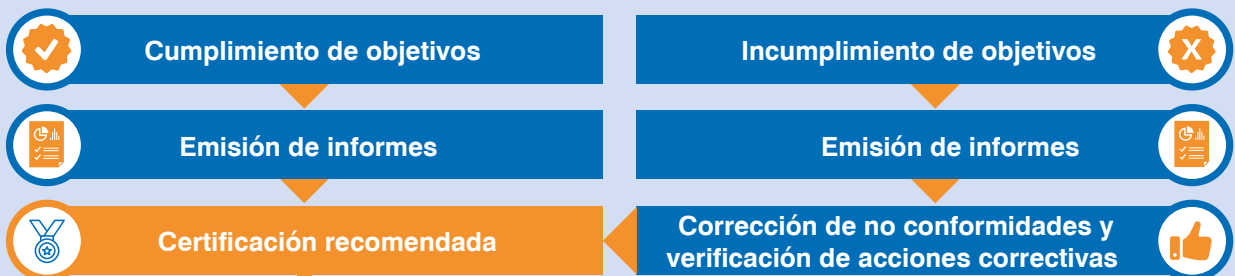 Cumplimiento de objetivos
Incumplimiento de objetivos
X
Emisión de informes
Emisión de informes
Certificación recomendada
Corrección de no conformidades y
verificación de acciones correctivas